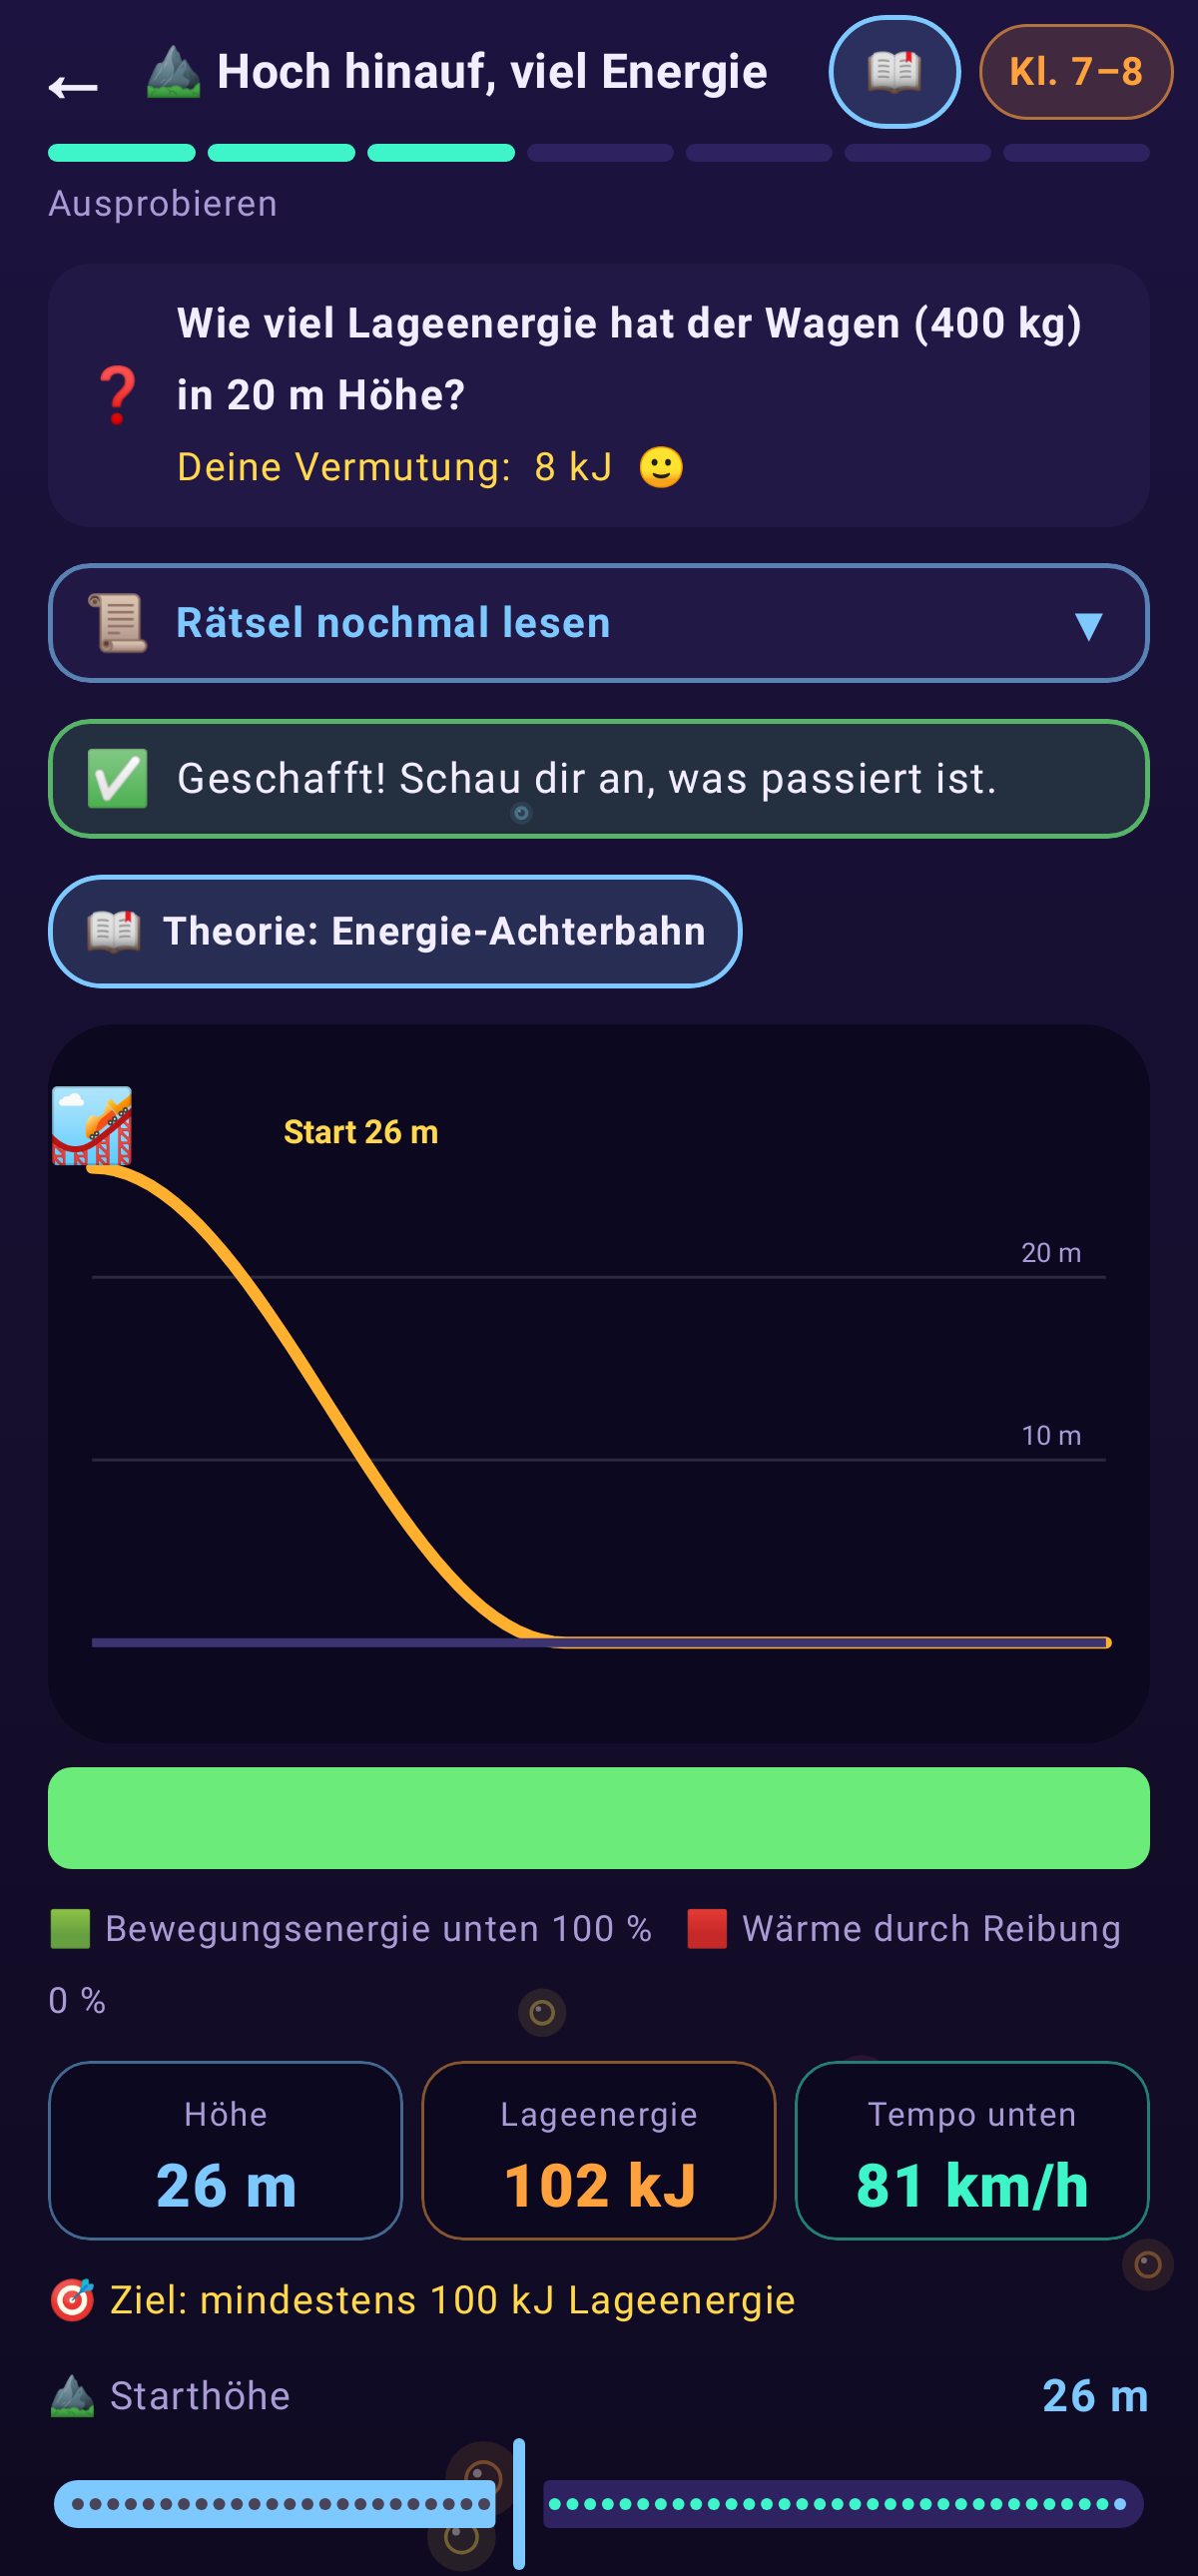 ← Hoch hinauf, viel Energie Kl. 7–8
Ausprobieren
Wie viel Lageenergie hat der Wagen (400 kg)
in 20 m Höhe?
Deine Vermutung: 8 kJ
Rätsel nochmal lesen ▼
Geschafft! Schau dir an, was passiert ist.
Theorie: Energie-Achterbahn
Start 26 m
20 m
10 m
Bewegungsenergie unten 100 % Wärme durch Reibung
0 %
Höhe Lageenergie Tempo unten
26 m 102 kJ 81 km/h
Ziel: mindestens 100 kJ Lageenergie
Starthöhe 26 m